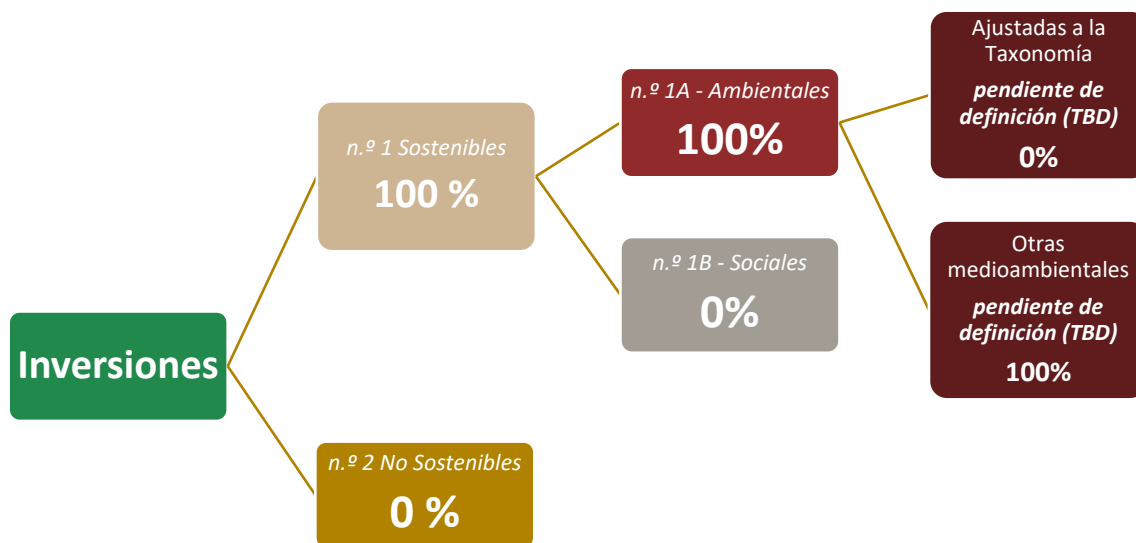 Inversiones
n.º 1 Sostenibles
100 %
n.º 2 No Sostenibles
0 %
n.º 1A - Ambientales
100%
n.º 1B - Sociales
0%
Ajustadas a la
Taxonomía
pendiente de
definición (TBD)
0%
Otras
medioambientales
pendiente de
definición (TBD)
100%